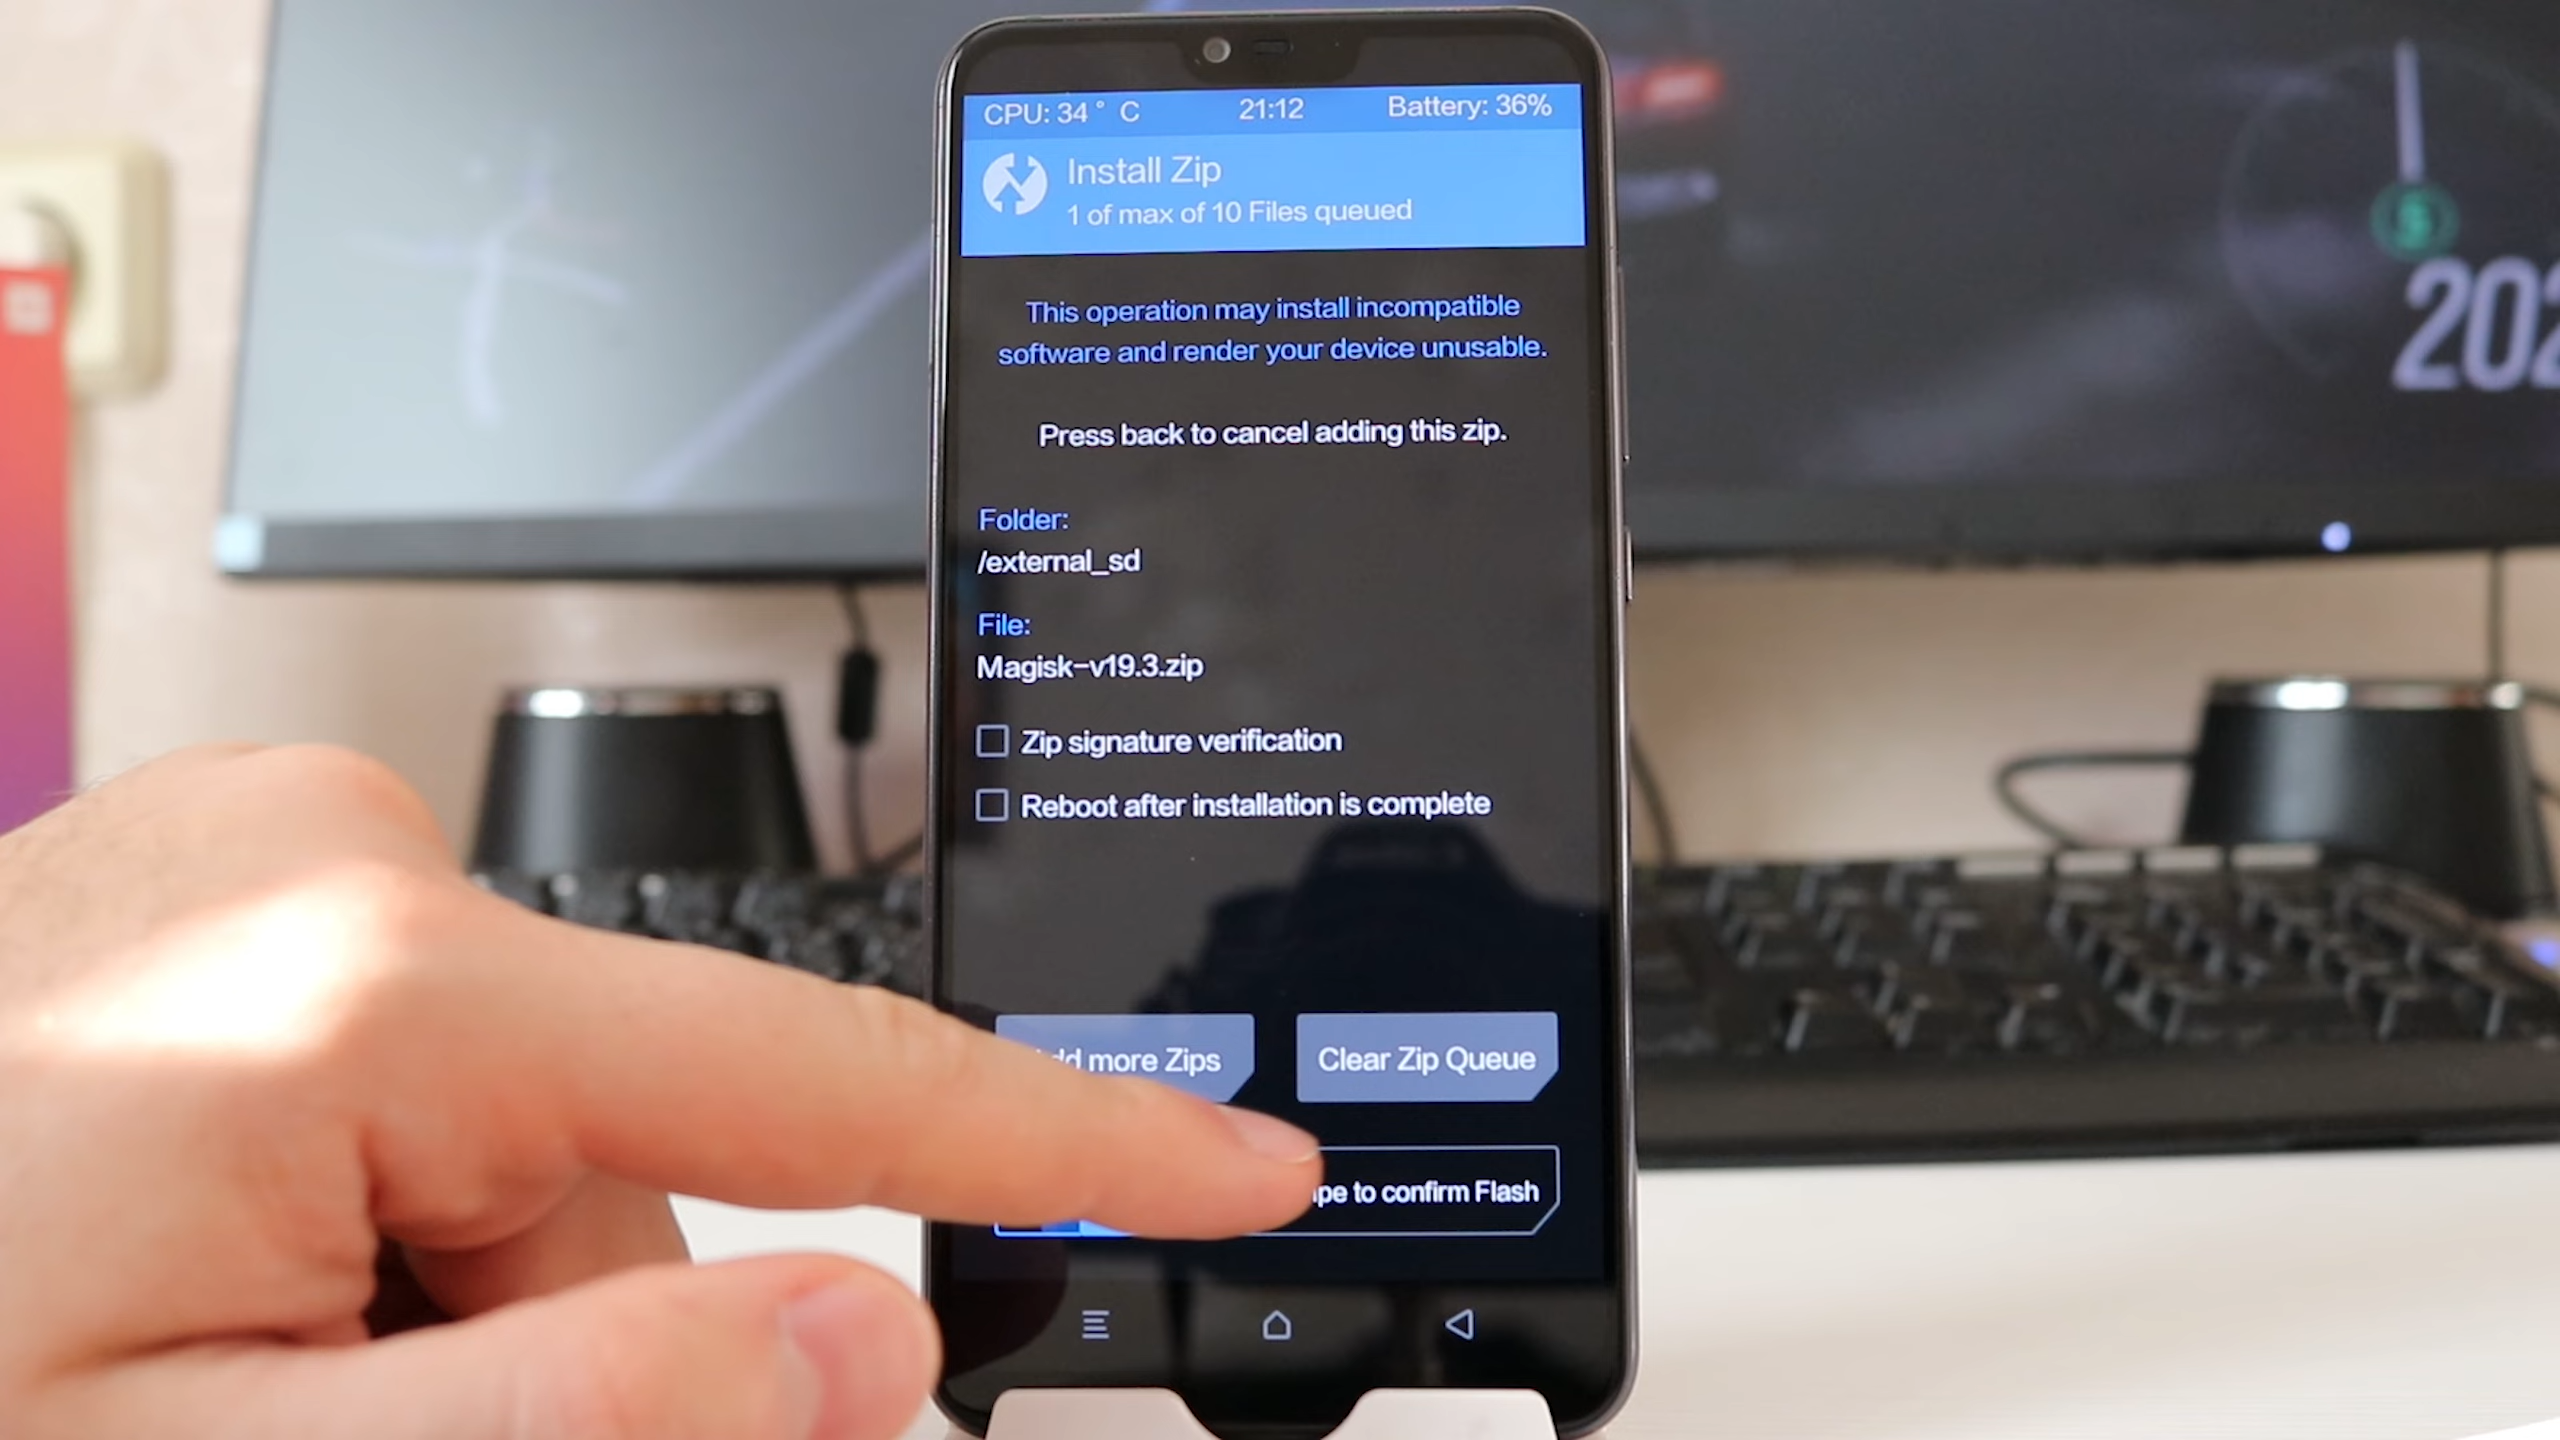 CPU: 34° C 21:12 Battery: 36%
Install Zip
1 of max of 10 Files queued
This operation may install incompatible
software and render your device unusable.
Press back to cancel adding this zip.
Folder:
/external_sd
File:
Magisk-v19.3.zip
Zip signature verification
Reboot after installation is complete
more Zips
Clear Zip Queue
to confirm Flash